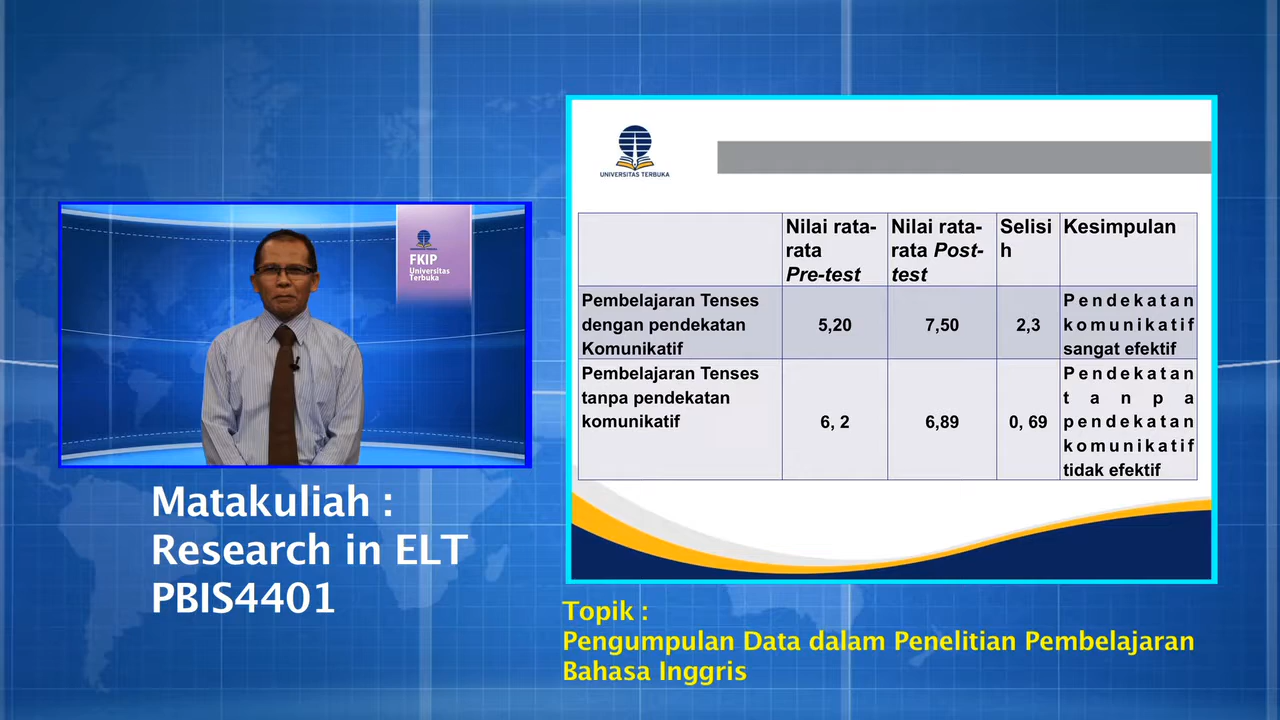 FKIP
Universitas
Terbuka
Matakuliah :
Research in ELT
PBIS4401
UNIVERSITAS TERBUKA
Nilai rata-
rata
Pre-test
Nilai rata-
rata Post-
test
Selisi
h
Kesimpulan
Pembelajaran Tenses
dengan pendekatan
Komunikatif
5,20
7,50
2,3
Pendekatan
komunikatif
sangat efektif
Pembelajaran Tenses
tanpa pendekatan
komunikatif
6, 2
6,89
0, 69
Pendekatan
tanpa
pendekatan
komunikatif
tidak efektif
Topik :
Pengumpulan Data dalam Penelitian Pembelajaran
Bahasa Inggris